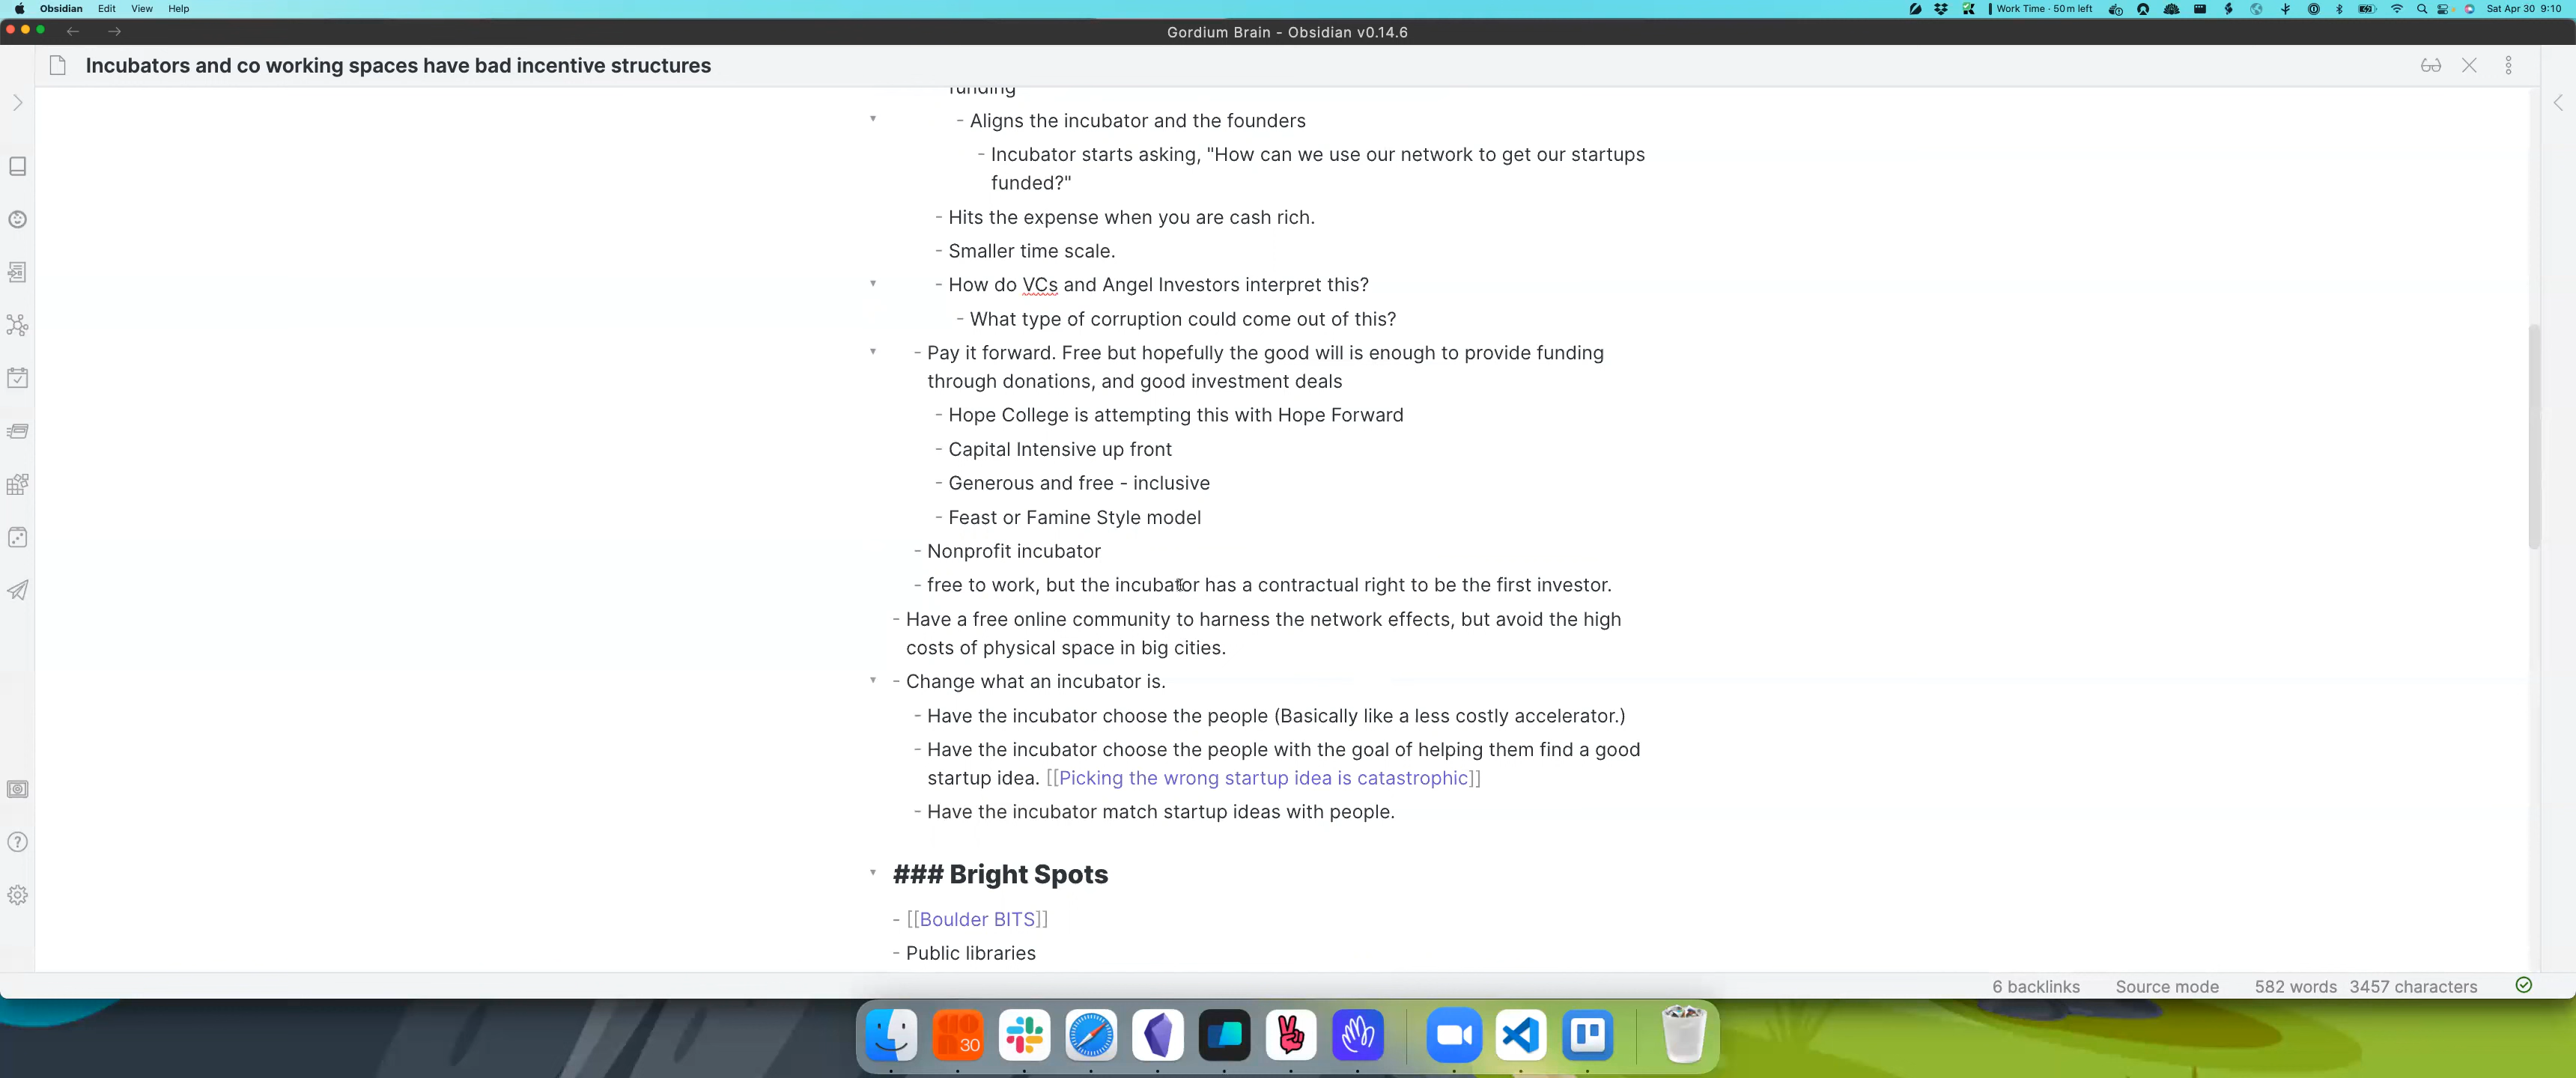 Obsidian Edit View Help Work Time · 50m left Sat Apr 30 9:10
Gordium Brain - Obsidian v0.14.6
Incubators and co working spaces have bad incentive structures
funding
- Aligns the incubator and the founders
- Incubator starts asking, "How can we use our network to get our startups
funded?"
- Hits the expense when you are cash rich.
- Smaller time scale.
- How do VCs and Angel Investors interpret this?
- What type of corruption could come out of this?
- Pay it forward. Free but hopefully the good will is enough to provide funding
through donations, and good investment deals
- Hope College is attempting this with Hope Forward
- Capital Intensive up front
- Generous and free - inclusive
- Feast or Famine Style model
- Nonprofit incubator
- free to work, but the incubator has a contractual right to be the first investor.
- Have a free online community to harness the network effects, but avoid the high
costs of physical space in big cities.
- Change what an incubator is.
- Have the incubator choose the people (Basically like a less costly accelerator.)
- Have the incubator choose the people with the goal of helping them find a good
startup idea. [[Picking the wrong startup idea is catastrophic]]
- Have the incubator match startup ideas with people.
### Bright Spots
- [[Boulder BITS]]
- Public libraries
6 backlinks Source mode 582 words 3457 characters
30